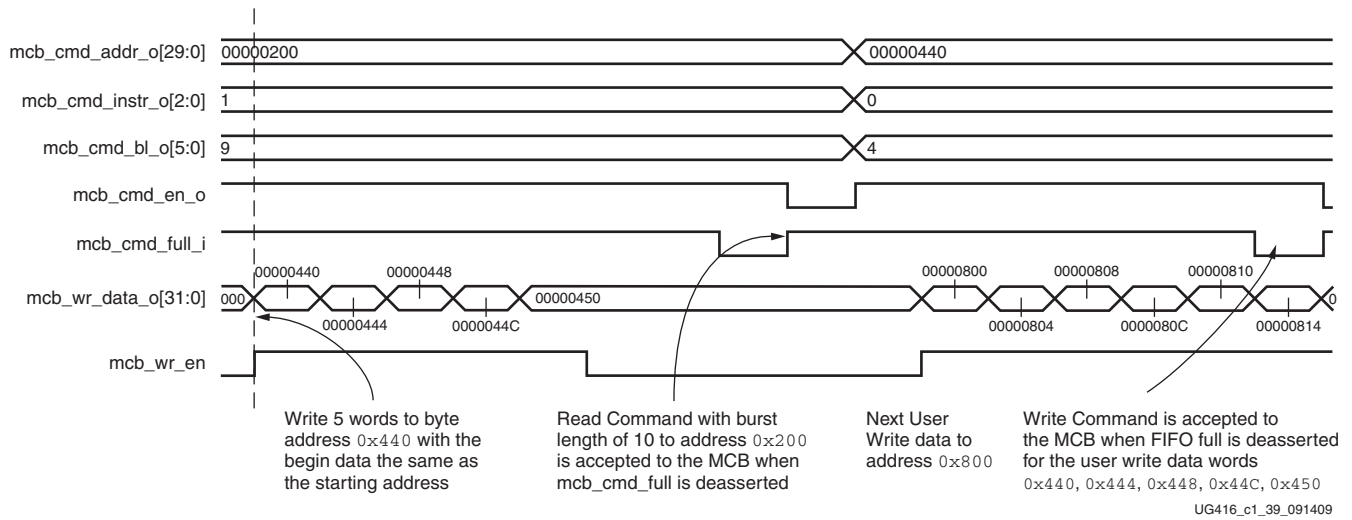 mcb_cmd_addr_o[29:0] 00000200 00000440
mcb_cmd_instr_o[2:0] 1 0
mcb_cmd_bl_o[5:0] 9 4
mcb_cmd_en_o
mcb_cmd_full_i
00000440 00000448 00000800 00000808 00000810
mcb_wr_data_o[31:0] 000 00000450 0
00000444 0000044C 00000804 0000080C 00000814
mcb_wr_en
Write 5 words to byte
address 0x440 with the
begin data the same as
the starting address
Read Command with burst
length of 10 to address 0x200
is accepted to the MCB when
mcb_cmd_full is deasserted
Next User
Write data to
address 0x800
Write Command is accepted to
the MCB when FIFO full is deasserted
for the user write data words
0x440, 0x444, 0x448, 0x44C, 0x450
UG416_c1_39_091409